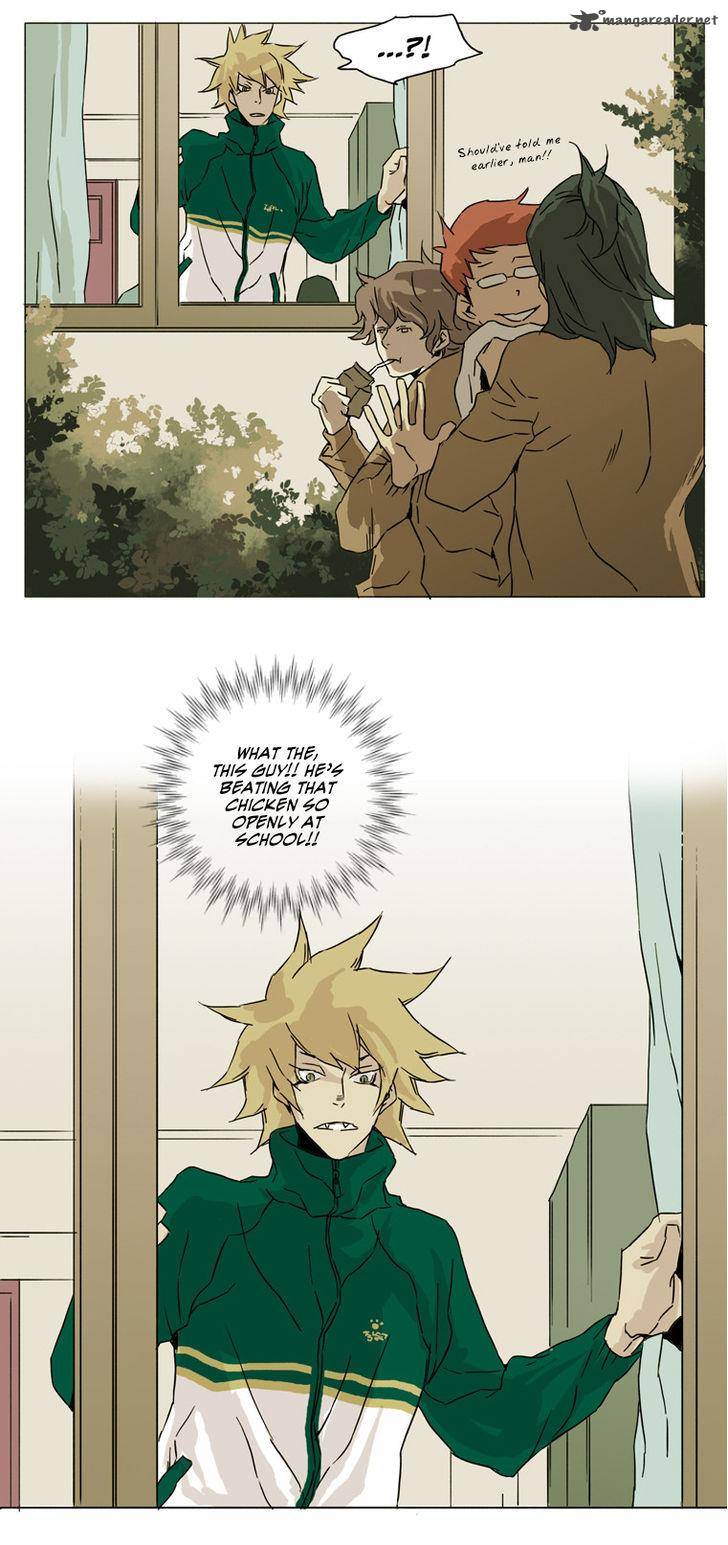 mangareader.net
...?!
Should've told me
earlier, man!!
WHAT THE,
THIS GUY!! HE'S
BEATING THAT
CHICKEN SO
OPENLY AT
SCHOOL!!